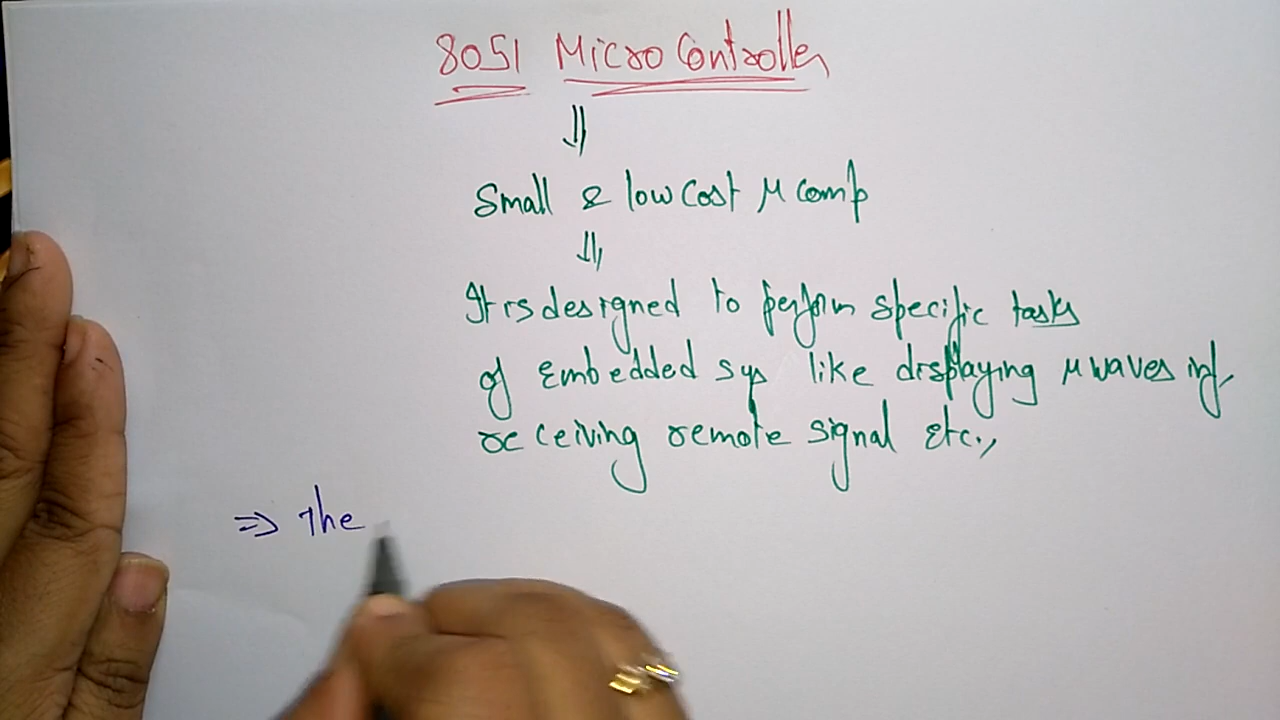 8051 Micro Controller
⇓
Small & low Cost μ comp
⇓
It is designed to perform specific tasks
of Embedded sys like displaying μ waves inf,
receiving remote signal Etc.,
⇒ The